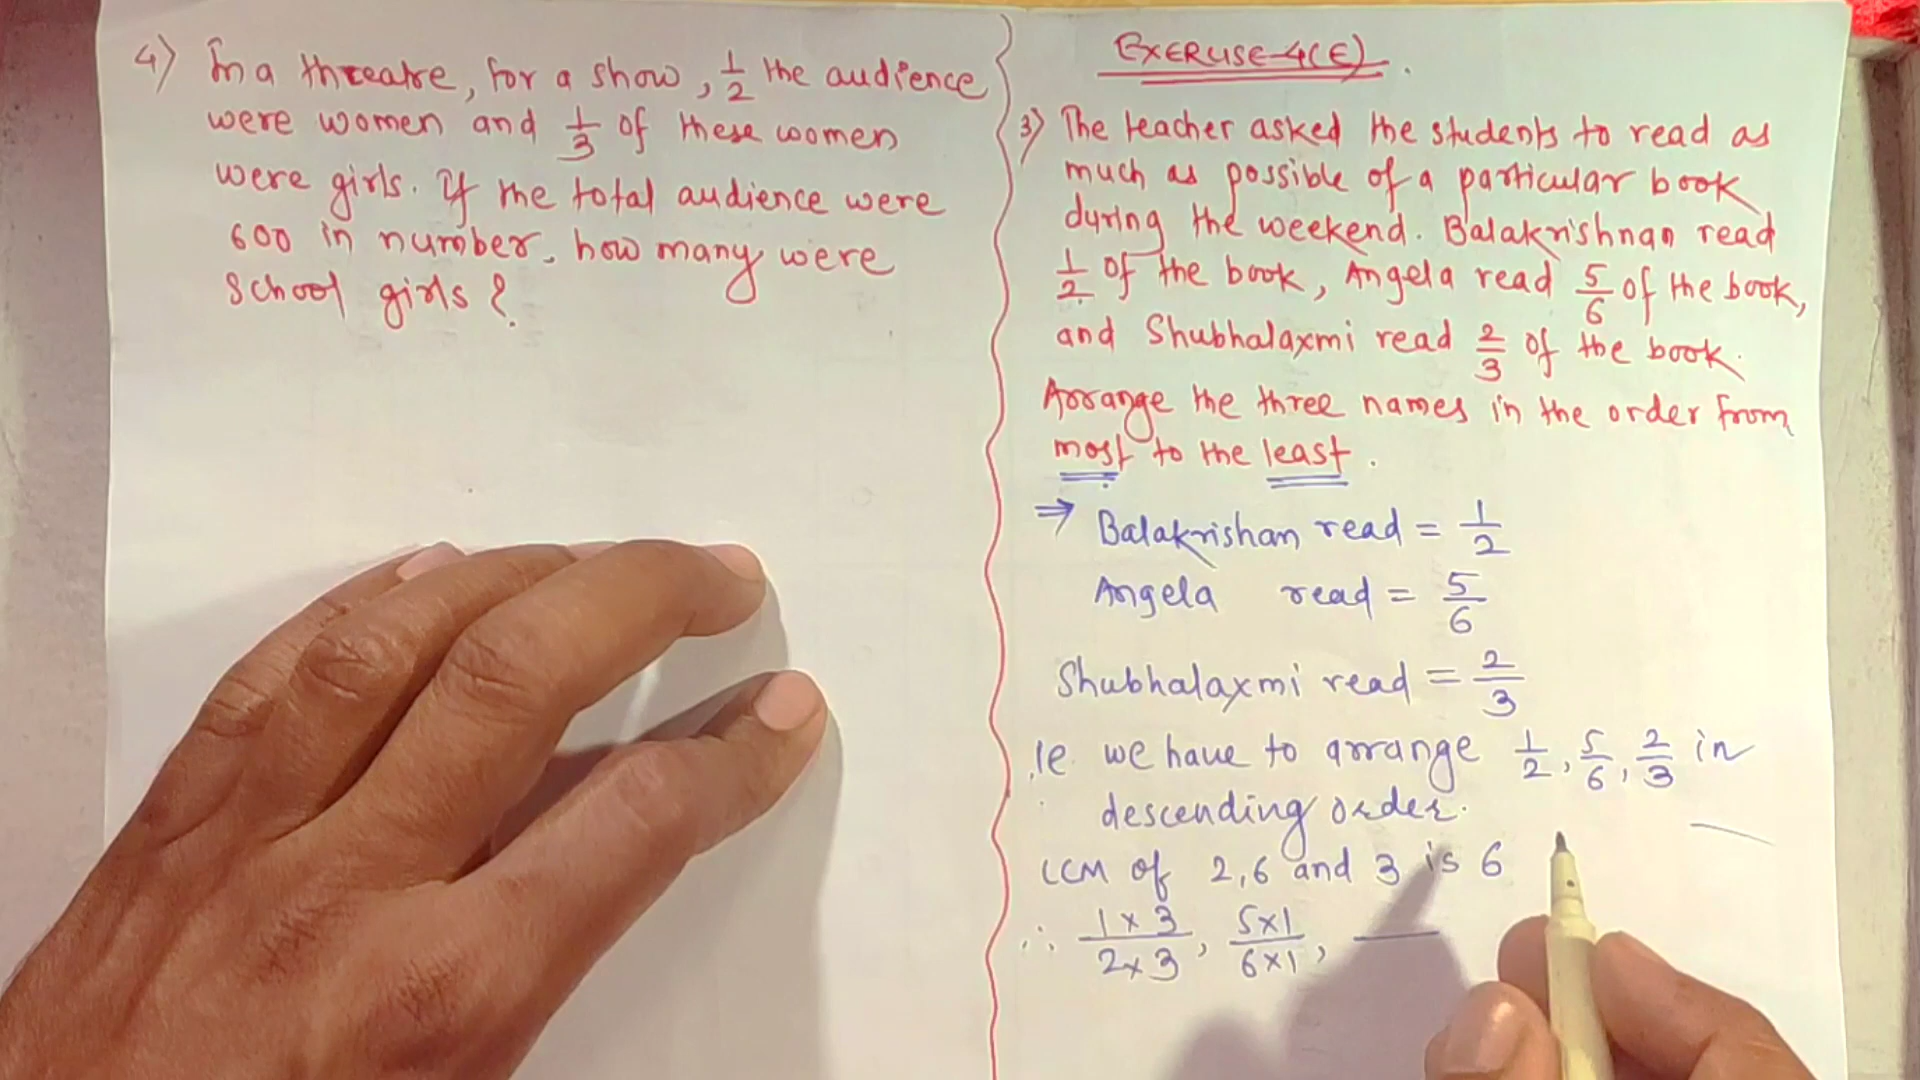 4) In a threatre, for a show, 1/2 the audience
were women and 1/3 of these women
were girls. If the total audience were
600 in number, how many were
School girls?
EXERUSE-4(E).
3) The teacher asked the students to read as
much as possible of a particular book
during the weekend. Balakrishnan read
1/2 of the book, Angela read 5/6 of the book,
and Shubhalaxmi read 2/3 of the book.
Arrange the three names in the order from
most to the least.
⇒ Balakrishan read = 1/2
Angela read = 5/6
Shubhalaxmi read = 2/3
ie we have to arrange 1/2, 5/6, 2/3 in
descending order.
LCM of 2,6 and 3 is 6
∴ 1×3/2×3, 5×1/6×1,